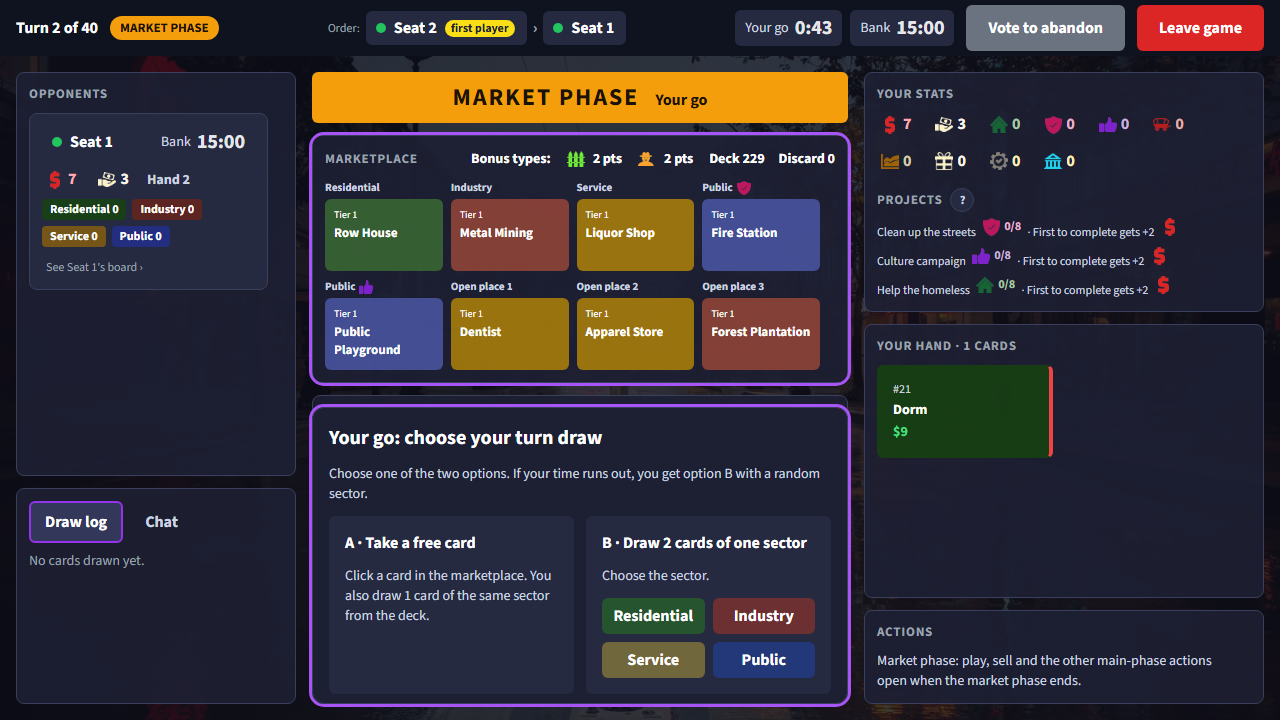 Turn 2 of 40
MARKET PHASE
Order:
Seat 2
first player
›
Seat 1
Your go 0:43
Bank 15:00
Vote to abandon
Leave game
OPPONENTS
Seat 1
Bank 15:00
7
3
Hand 2
Residential 0
Industry 0
Service 0
Public 0
See Seat 1's board ›
Draw log
Chat
No cards drawn yet.
MARKET PHASE Your go
MARKETPLACE
Bonus types:
2 pts
2 pts
Deck 229
Discard 0
Residential
Industry
Service
Public
Tier 1
Row House
Tier 1
Metal Mining
Tier 1
Liquor Shop
Tier 1
Fire Station
Public
Open place 1
Open place 2
Open place 3
Tier 1
Public
Playground
Tier 1
Dentist
Tier 1
Apparel Store
Tier 1
Forest Plantation
Your go: choose your turn draw
Choose one of the two options. If your time runs out, you get option B with a random
sector.
A · Take a free card
Click a card in the marketplace. You
also draw 1 card of the same sector
from the deck.
B · Draw 2 cards of one sector
Choose the sector.
Residential
Industry
Service
Public
YOUR STATS
7
3
0
0
0
0
0
0
0
0
PROJECTS
?
Clean up the streets 0/8 · First to complete gets +2
Culture campaign 0/8 · First to complete gets +2
Help the homeless 0/8 · First to complete gets +2
YOUR HAND · 1 CARDS
#21
Dorm
$9
ACTIONS
Market phase: play, sell and the other main-phase actions
open when the market phase ends.